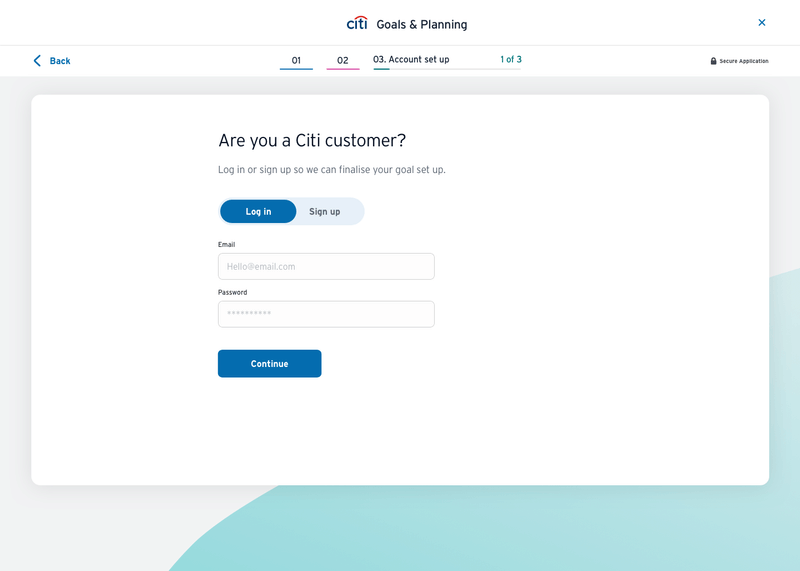 citi Goals & Planning
Back
01
02
03. Account set up
1 of 3
Secure Application
Are you a Citi customer?
Log in or sign up so we can finalise your goal set up.
Log in
Sign up
Email
Hello@email.com
Password
**********
Continue